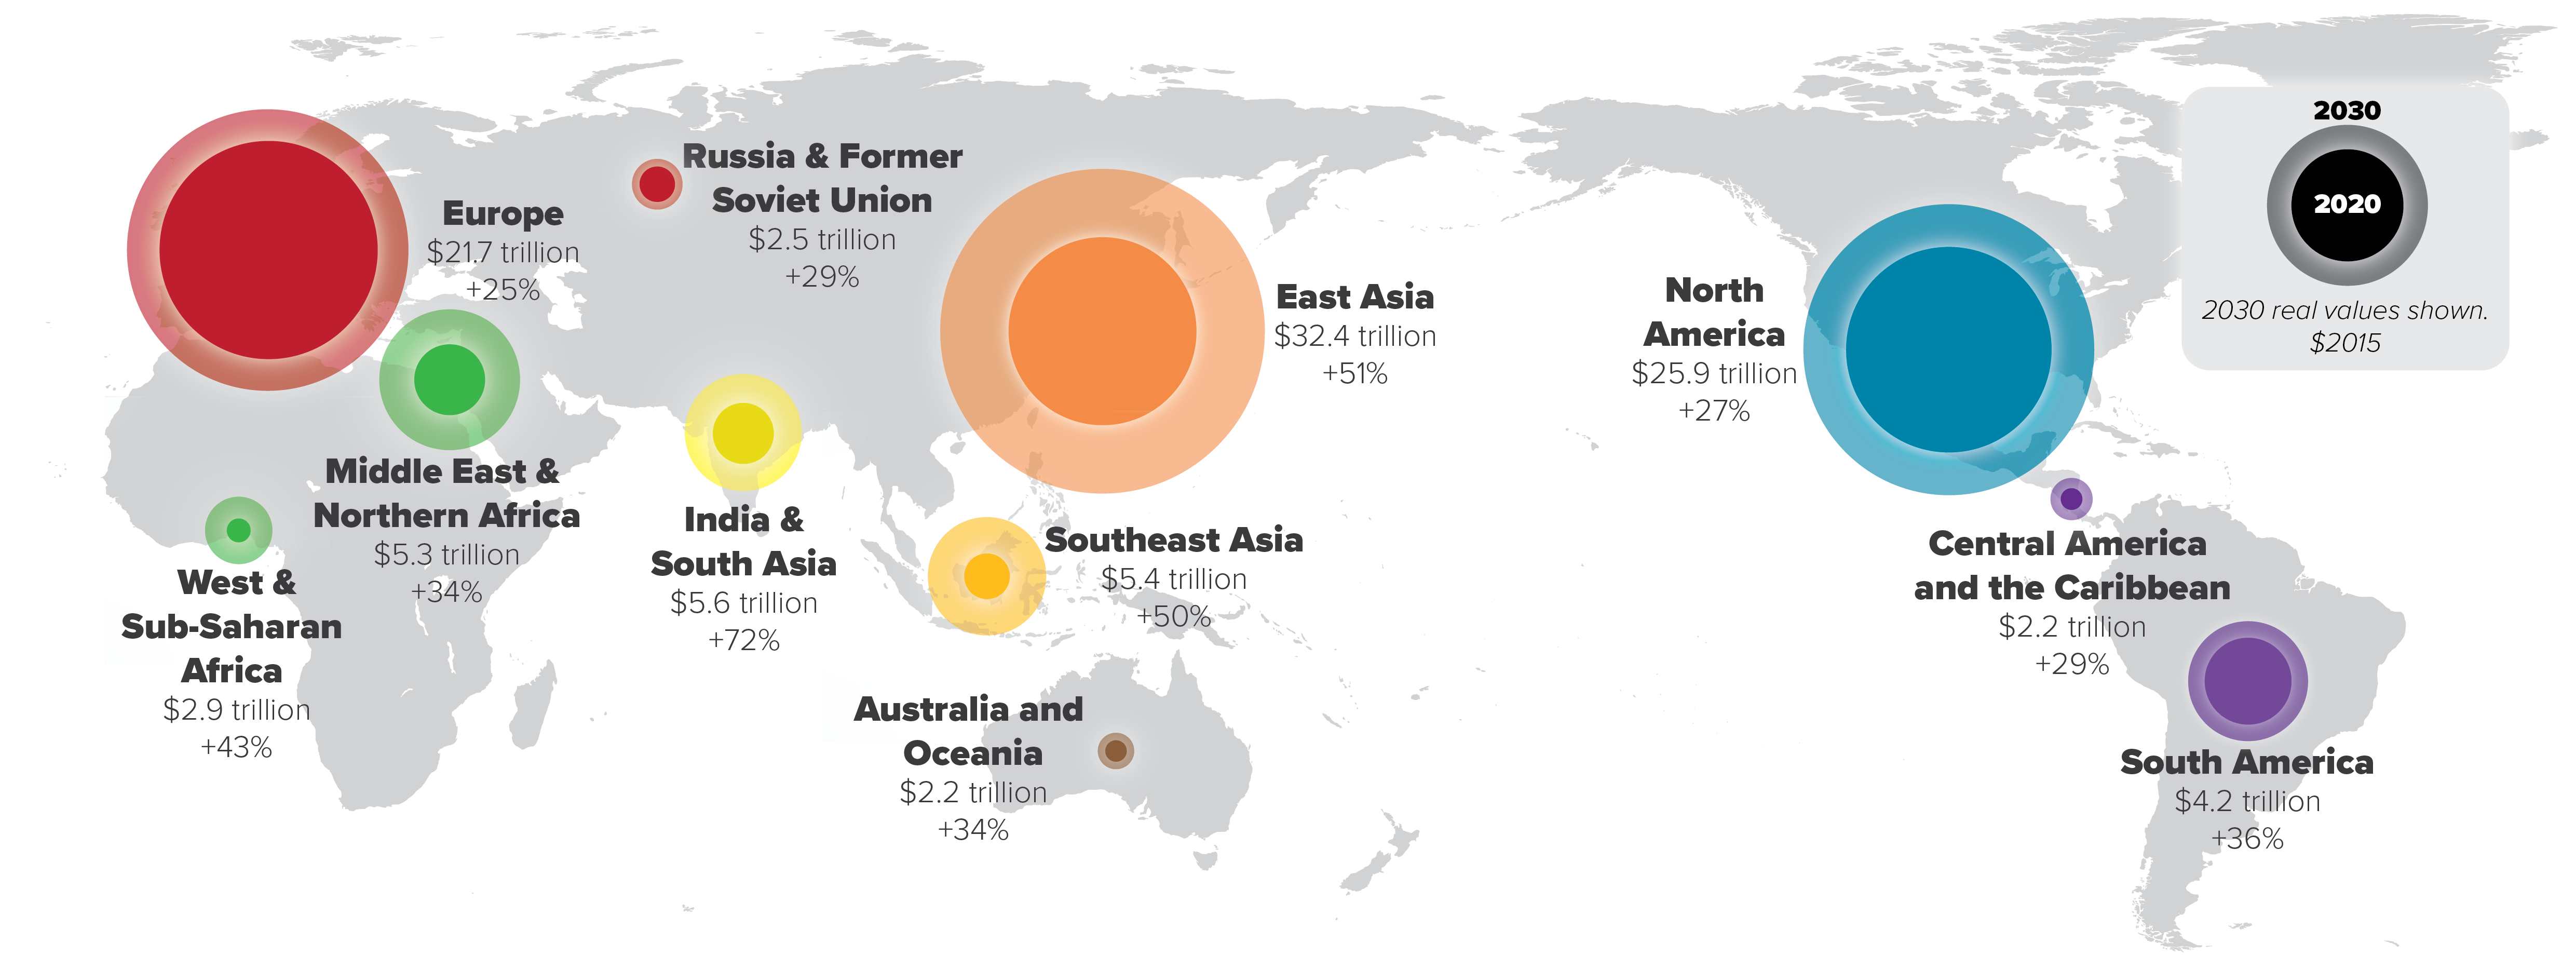 2030
2020
2030 real values shown.
$2015
Europe
$21.7 trillion
+25%
Russia & Former
Soviet Union
$2.5 trillion
+29%
East Asia
$32.4 trillion
+51%
North
America
$25.9 trillion
+27%
Middle East &
Northern Africa
$5.3 trillion
+34%
West &
Sub-Saharan
Africa
$2.9 trillion
+43%
India &
South Asia
$5.6 trillion
+72%
Southeast Asia
$5.4 trillion
+50%
Australia and
Oceania
$2.2 trillion
+34%
Central America
and the Caribbean
$2.2 trillion
+29%
South America
$4.2 trillion
+36%